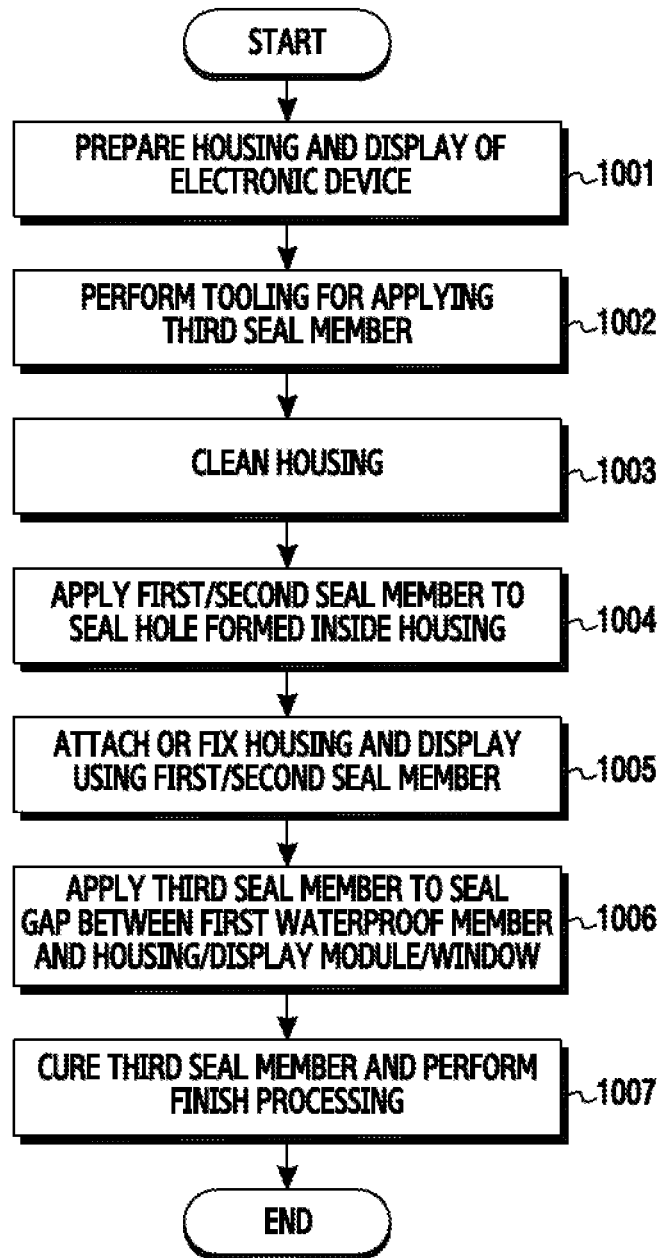 START
PREPARE HOUSING AND DISPLAY OF
ELECTRONIC DEVICE
1001
PERFORM TOOLING FOR APPLYING
THIRD SEAL MEMBER
1002
CLEAN HOUSING
1003
APPLY FIRST/SECOND SEAL MEMBER TO
SEAL HOLE FORMED INSIDE HOUSING
1004
ATTACH OR FIX HOUSING AND DISPLAY
USING FIRST/SECOND SEAL MEMBER
1005
APPLY THIRD SEAL MEMBER TO SEAL
GAP BETWEEN FIRST WATERPROOF MEMBER
AND HOUSING/DISPLAY MODULE/WINDOW
1006
CURE THIRD SEAL MEMBER AND PERFORM
FINISH PROCESSING
1007
END